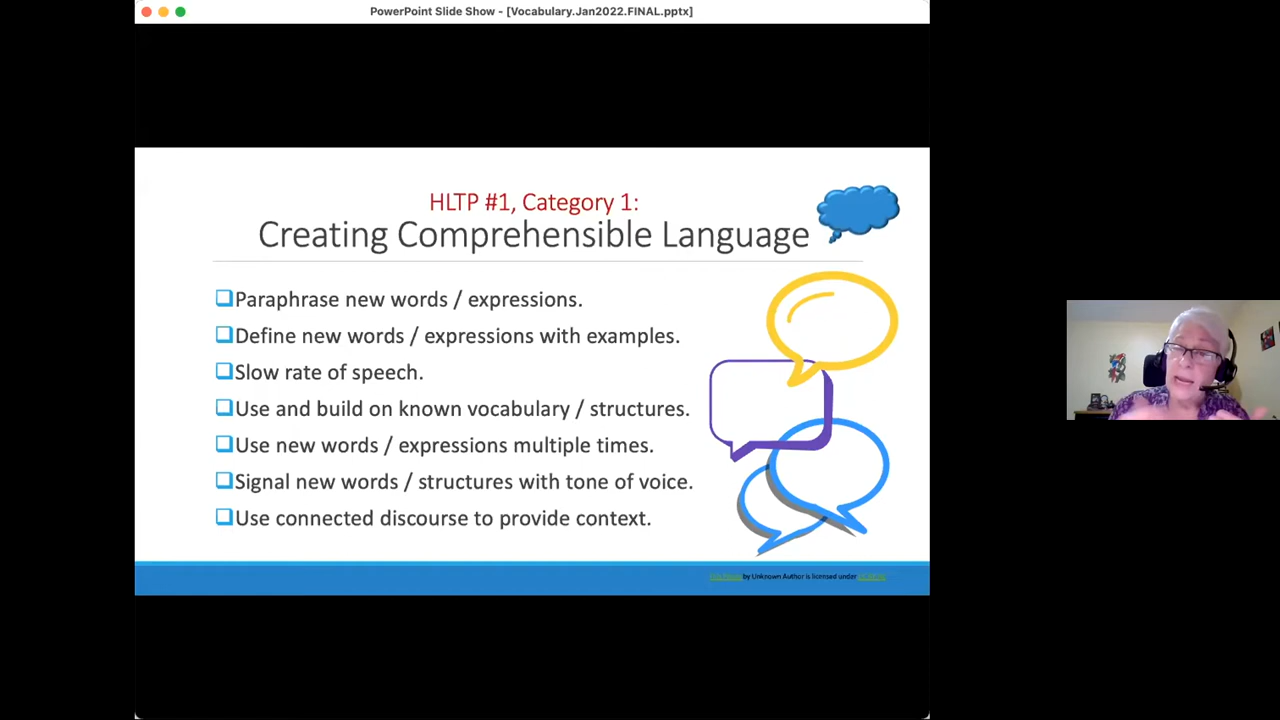 PowerPoint Slide Show - [Vocabulary.Jan2022.FINAL.pptx]
HLTP #1, Category 1:
Creating Comprehensible Language
Paraphrase new words / expressions.
Define new words / expressions with examples.
Slow rate of speech.
Use and build on known vocabulary / structures.
Use new words / expressions multiple times.
Signal new words / structures with tone of voice.
Use connected discourse to provide context.
by Unknown Author is licensed under